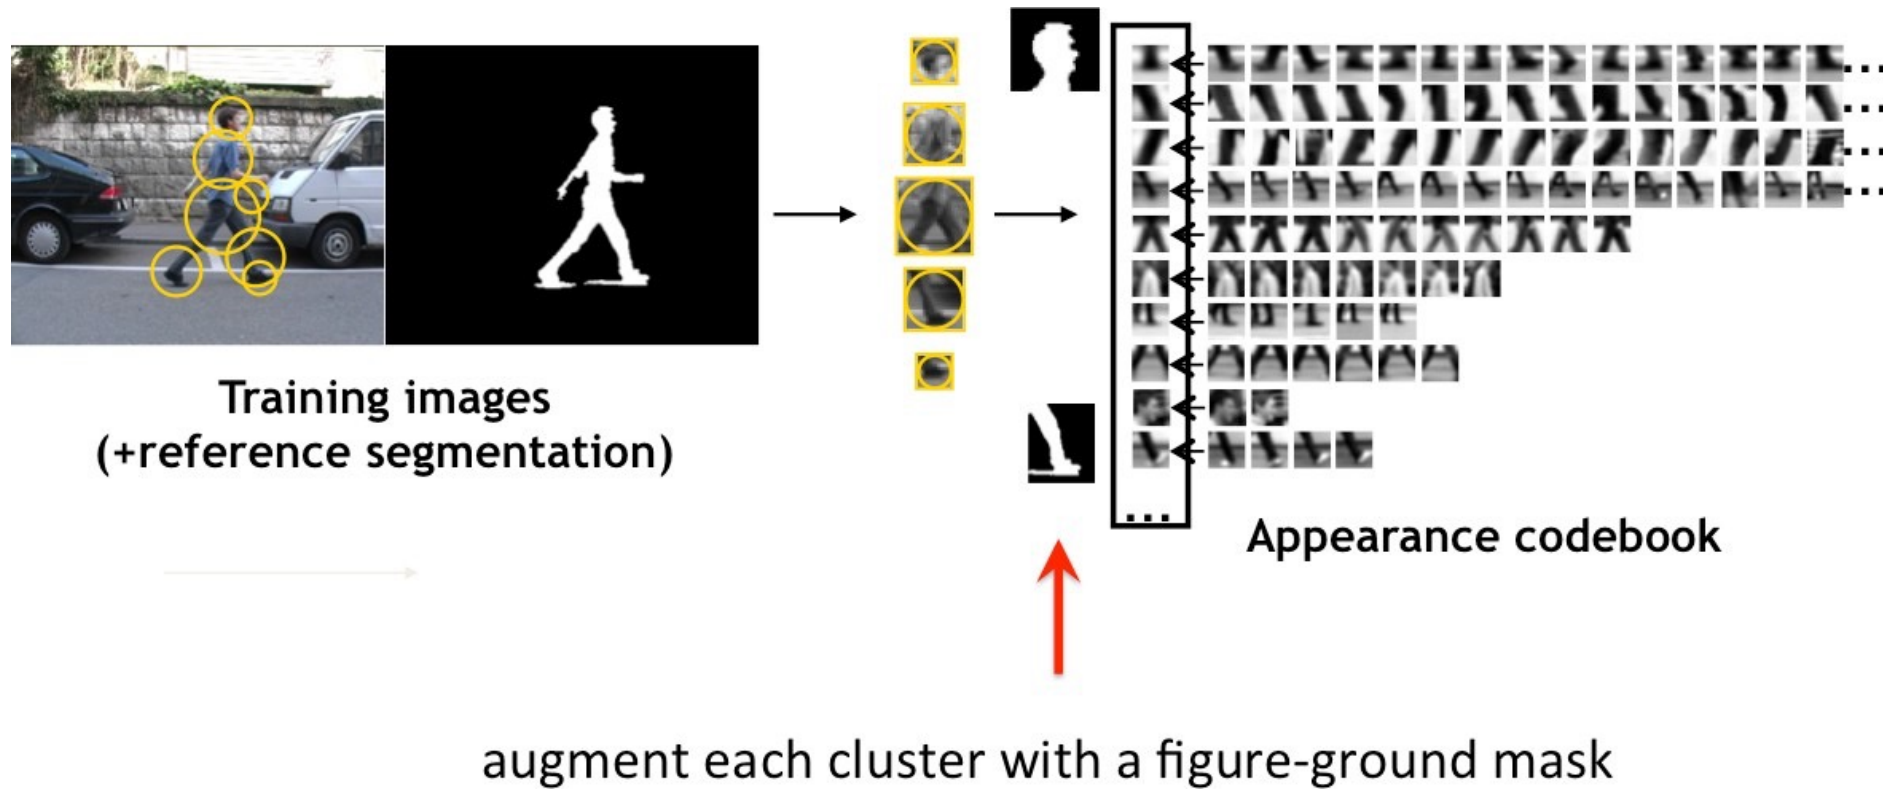 Training images
(+reference segmentation)
...
...
...
...
...
Appearance codebook
augment each cluster with a figure-ground mask